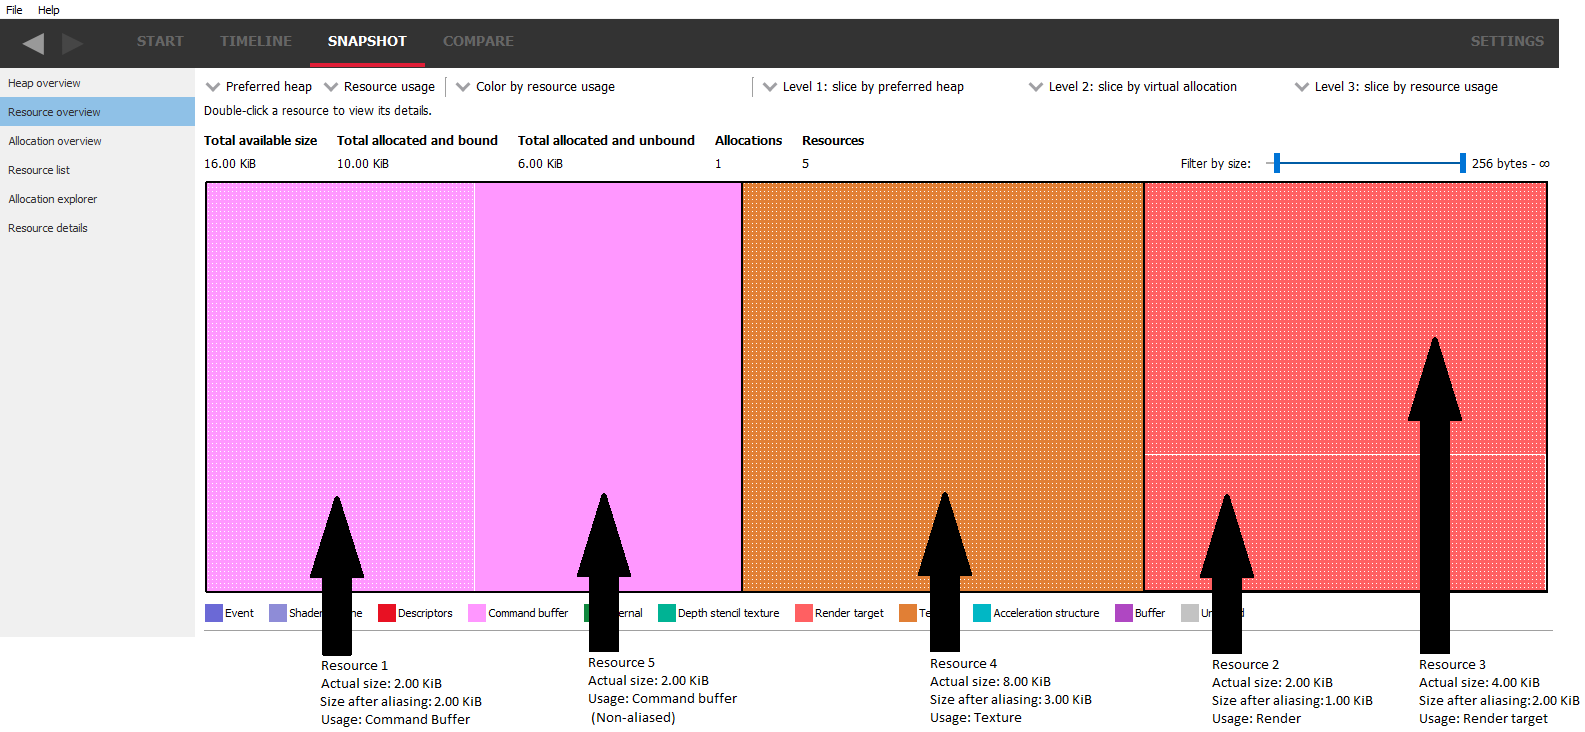 File Help
START TIMELINE SNAPSHOT COMPARE SETTINGS
Heap overview
Resource overview
Allocation overview
Resource list
Allocation explorer
Resource details
Preferred heap Resource usage Color by resource usage Level 1: slice by preferred heap Level 2: slice by virtual allocation Level 3: slice by resource usage
Double-click a resource to view its details.
Total available size Total allocated and bound Total allocated and unbound Allocations Resources
16.00 KiB 10.00 KiB 6.00 KiB 1 5
Filter by size: 256 bytes - ∞
Event Descriptors Command buffer Depth stencil texture Render target Acceleration structure Buffer
Resource 1
Actual size: 2.00 KiB
Size after aliasing: 2.00 KiB
Usage: Command Buffer
Resource 5
Actual size: 2.00 KiB
Usage: Command buffer
(Non-aliased)
Resource 4
Actual size: 8.00 KiB
Size after aliasing: 3.00 KiB
Usage: Texture
Resource 2
Actual size: 2.00 KiB
Size after aliasing: 1.00 KiB
Usage: Render
Resource 3
Actual size: 4.00 KiB
Size after aliasing: 2.00 KiB
Usage: Render target